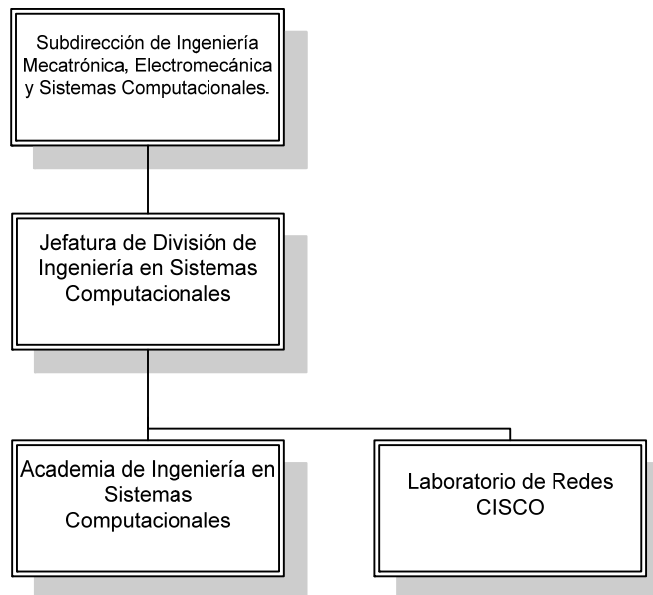 Subdirección de Ingeniería
Mecatrónica, Electromecánica
y Sistemas Computacionales.
Jefatura de División de
Ingeniería en Sistemas
Computacionales
Academia de Ingeniería en
Sistemas
Computacionales
Laboratorio de Redes
CISCO